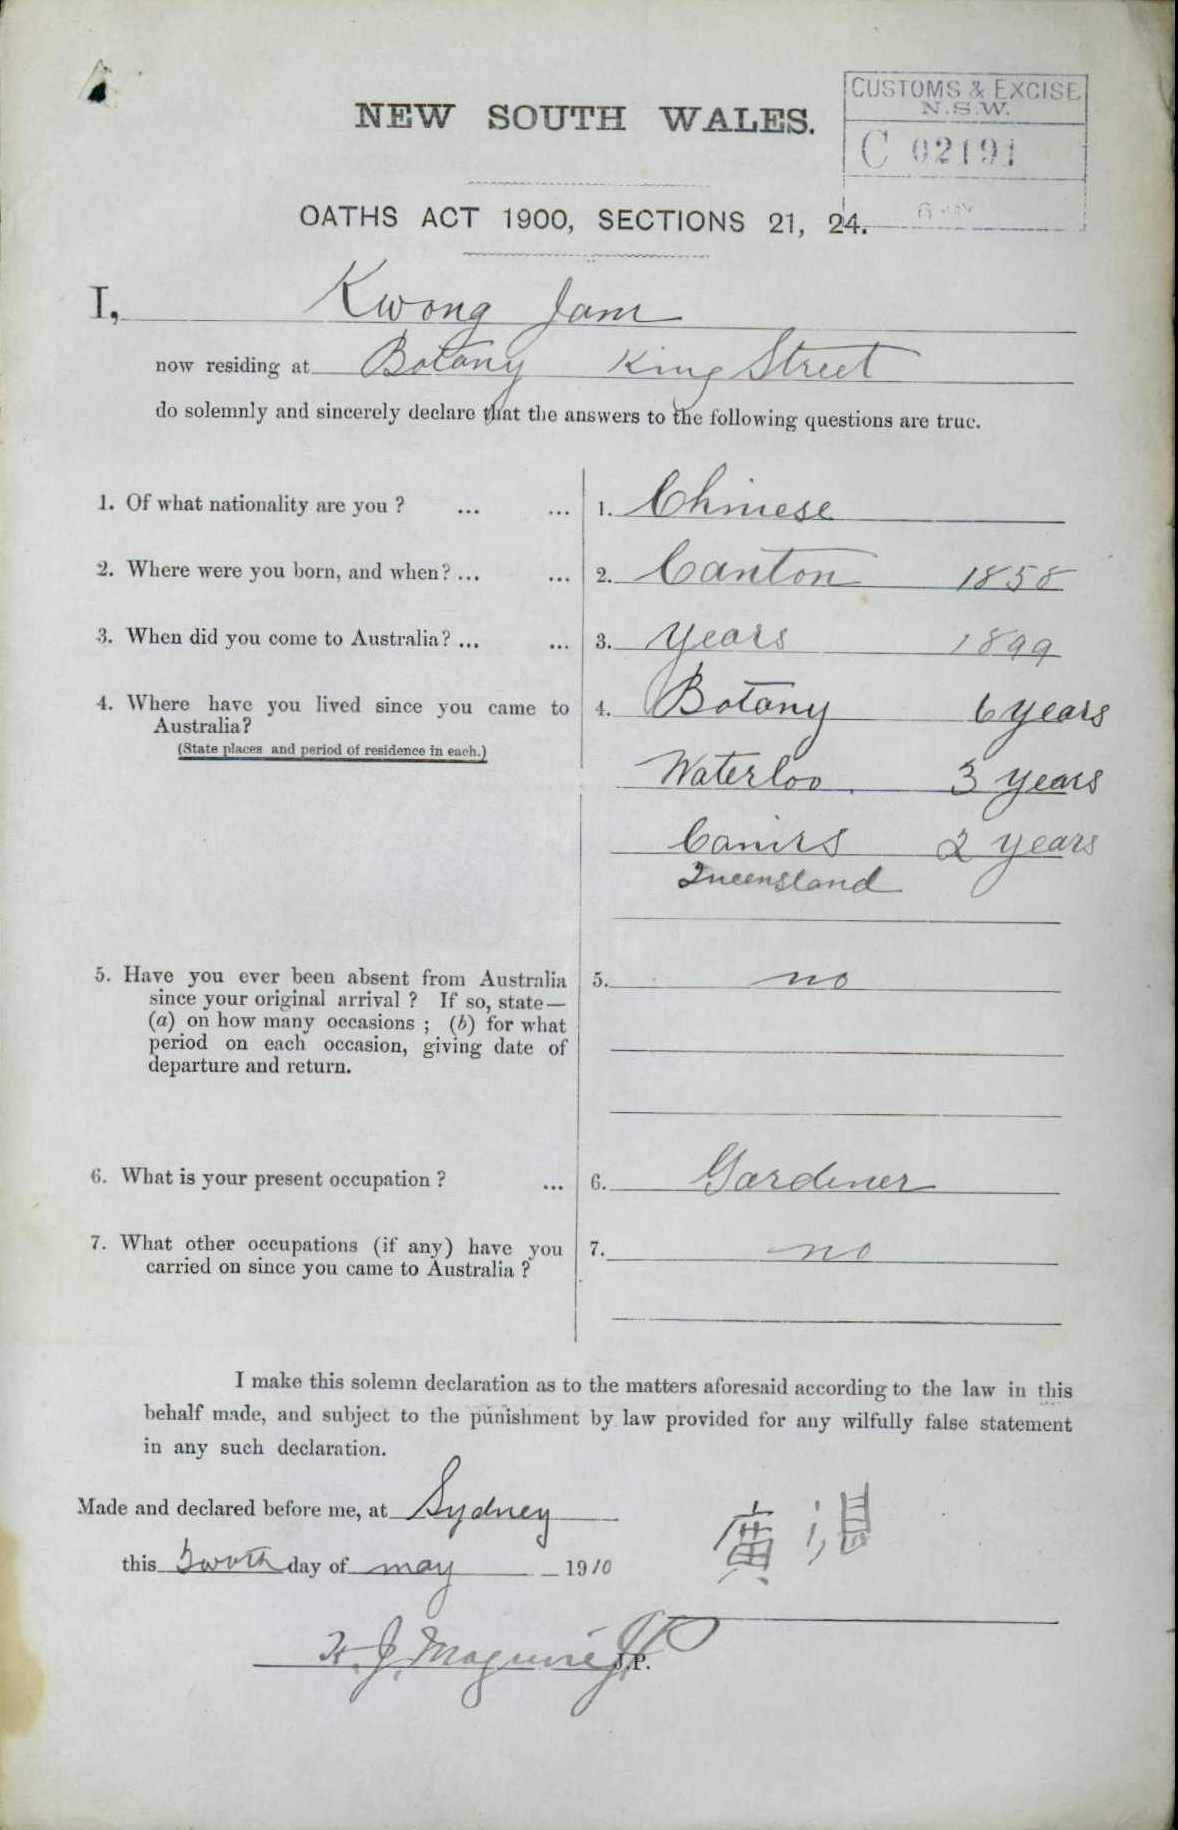 CUSTOMS & EXCISE
N.S.W.
C 02191
NEW SOUTH WALES.
OATHS ACT 1900, SECTIONS 21, 24.
I, Kwong Jam
now residing at Botany King Street
do solemnly and sincerely declare that the answers to the following questions are true.
1. Of what nationality are you ? ... ... 1. Chinese
2. Where were you born, and when? ... ... 2. Canton 1858
3. When did you come to Australia? ... ... 3. years 1899
4. Where have you lived since you came to 4. Botany 6 years
Australia?
(State places and period of residence in each.)
Waterloo 3 years
Canirs 2 years
Queensland
5. Have you ever been absent from Australia 5. no
since your original arrival ? If so, state—
(a) on how many occasions ; (b) for what
period on each occasion, giving date of
departure and return.
6. What is your present occupation ? ... 6. Gardener
7. What other occupations (if any) have you 7. no
carried on since you came to Australia ?
I make this solemn declaration as to the matters aforesaid according to the law in this
behalf made, and subject to the punishment by law provided for any wilfully false statement
in any such declaration.
Made and declared before me, at Sydney
this day of may 1910
廣
H. J. Maguire JP
J.P.